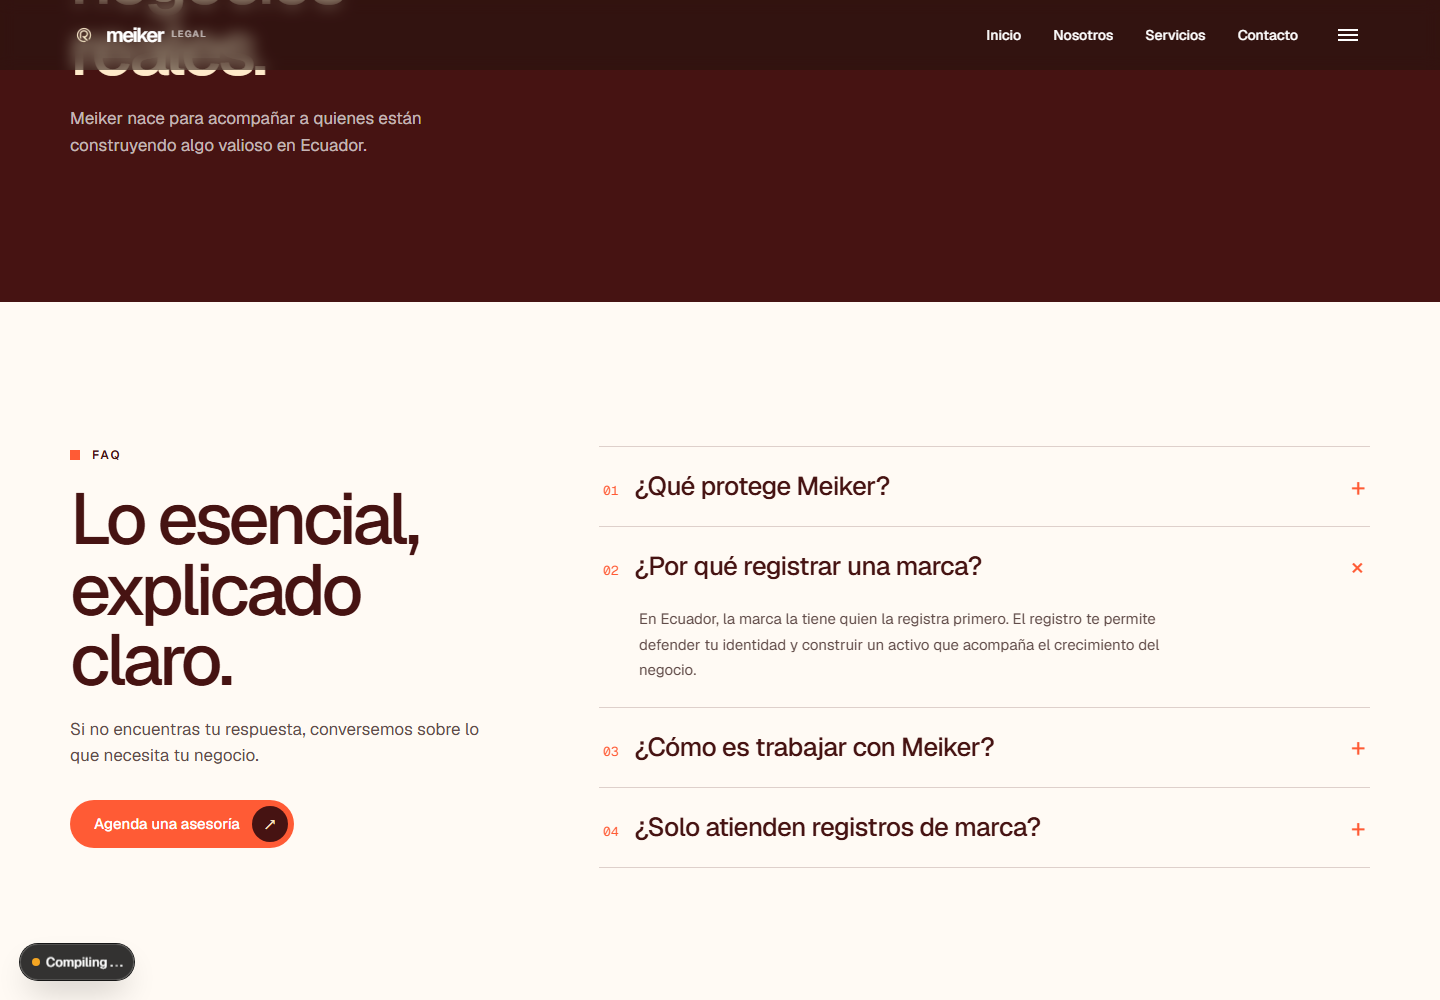 meiker LEGAL
Inicio Nosotros Servicios Contacto
negocios
reales.
Meiker nace para acompañar a quienes están
construyendo algo valioso en Ecuador.
FAQ
Lo esencial,
explicado
claro.
Si no encuentras tu respuesta, conversemos sobre lo
que necesita tu negocio.
Agenda una asesoría ↗
01 ¿Qué protege Meiker? +
02 ¿Por qué registrar una marca? ×
En Ecuador, la marca la tiene quien la registra primero. El registro te permite
defender tu identidad y construir un activo que acompaña el crecimiento del
negocio.
03 ¿Cómo es trabajar con Meiker? +
04 ¿Solo atienden registros de marca? +
Compiling...